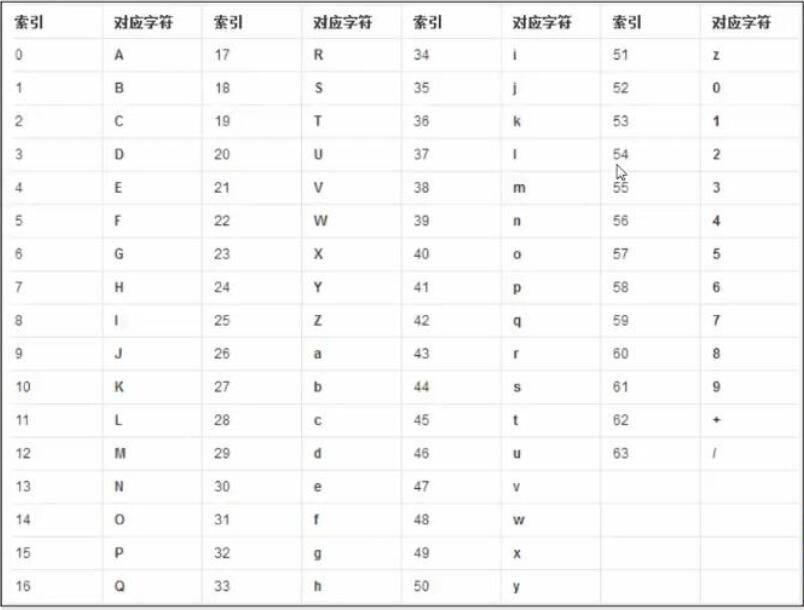 索引 对应字符 索引 对应字符 索引 对应字符 索引 对应字符
0 A 17 R 34 i 51 z
1 B 18 S 35 j 52 0
2 C 19 T 36 k 53 1
3 D 20 U 37 l 54 2
4 E 21 V 38 m 55 3
5 F 22 W 39 n 56 4
6 G 23 X 40 o 57 5
7 H 24 Y 41 p 58 6
8 I 25 Z 42 q 59 7
9 J 26 a 43 r 60 8
10 K 27 b 44 s 61 9
11 L 28 c 45 t 62 +
12 M 29 d 46 u 63 /
13 N 30 e 47 v
14 O 31 f 48 w
15 P 32 g 49 x
16 Q 33 h 50 y